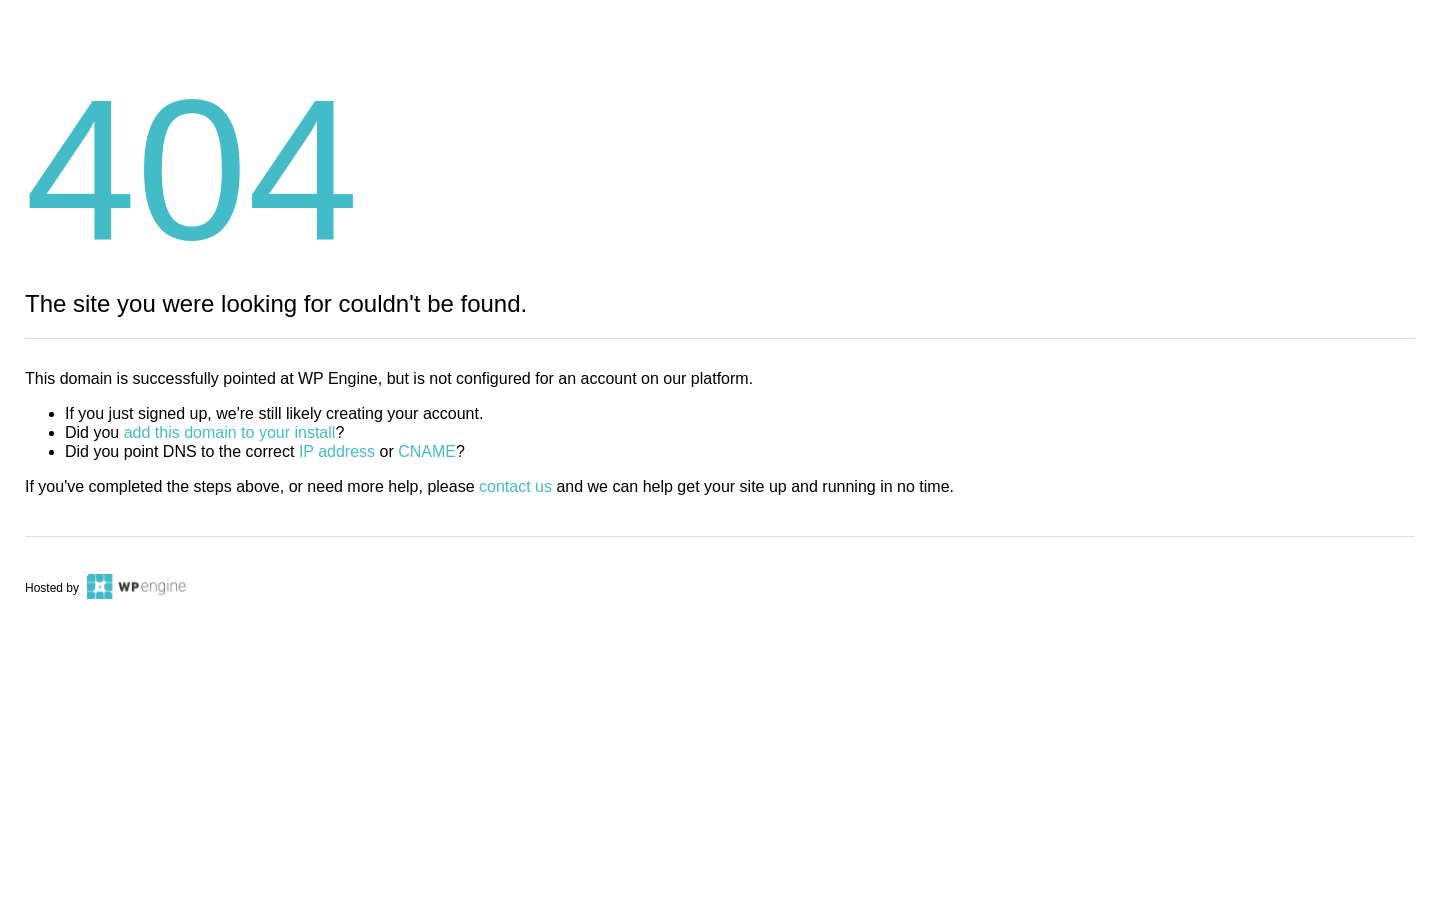 404
The site you were looking for couldn't be found.
This domain is successfully pointed at WP Engine, but is not configured for an account on our platform.
If you just signed up, we're still likely creating your account.
Did you add this domain to your install?
Did you point DNS to the correct IP address or CNAME?
If you've completed the steps above, or need more help, please contact us and we can help get your site up and running in no time.
Hosted by WPengine